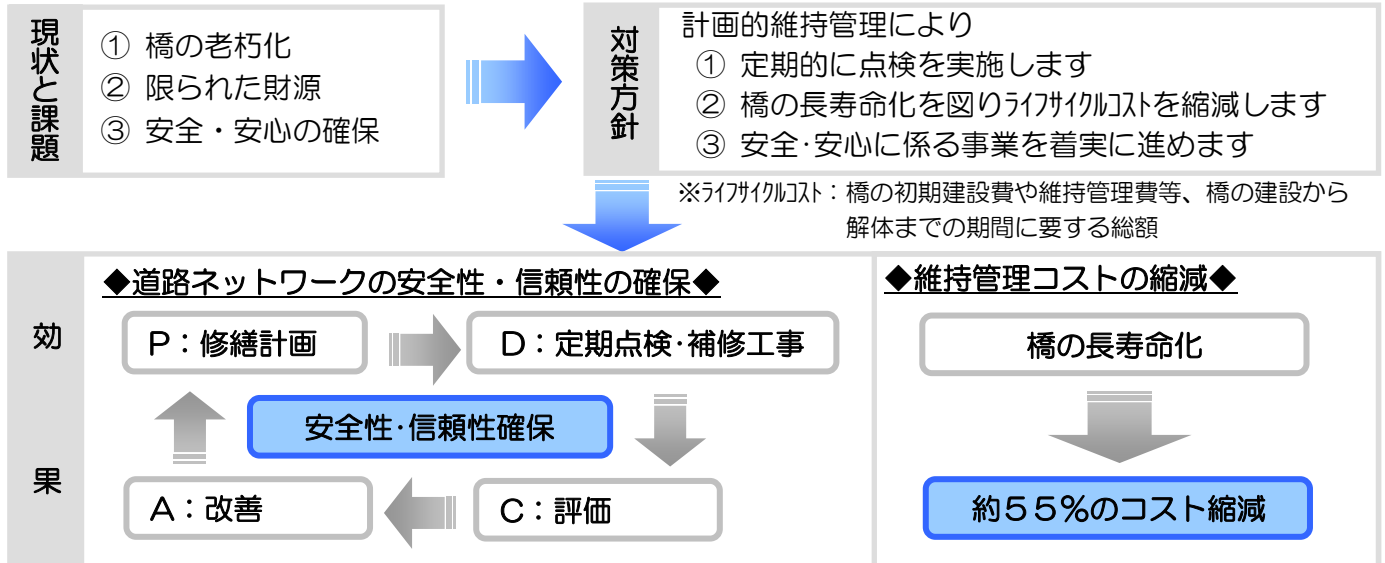 現状と課題
① 橋の老朽化
② 限られた財源
③ 安全・安心の確保
対策方針
計画的維持管理により
① 定期的に点検を実施します
② 橋の長寿命化を図りﾗｲﾌｻｲｸﾙｺｽﾄを縮減します
③ 安全･安心に係る事業を着実に進めます
※ﾗｲﾌｻｲｸﾙｺｽﾄ：橋の初期建設費や維持管理費等、橋の建設から
解体までの期間に要する総額
効果
◆道路ネットワークの安全性・信頼性の確保◆
P：修繕計画
D：定期点検･補修工事
安全性･信頼性確保
A：改善
C：評価
◆維持管理コストの縮減◆
橋の長寿命化
約５５％のコスト縮減